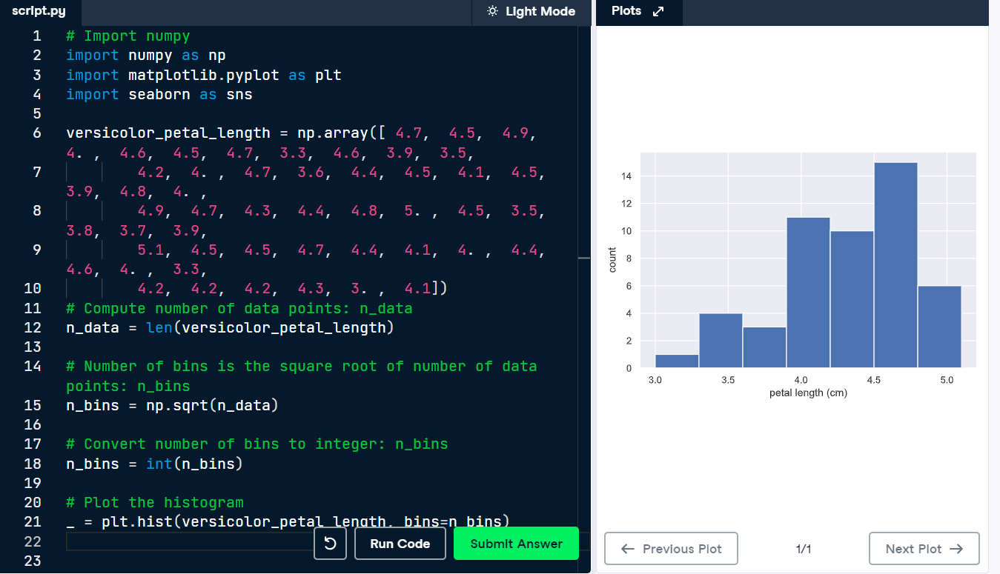 script.py
Light Mode
1 # Import numpy
2 import numpy as np
3 import matplotlib.pyplot as plt
4 import seaborn as sns
5
6 versicolor_petal_length = np.array([ 4.7,  4.5,  4.9,
4. ,  4.6,  4.5,  4.7,  3.3,  4.6,  3.9,  3.5,
7         4.2,  4. ,  4.7,  3.6,  4.4,  4.5,  4.1,  4.5,
3.9,  4.8,  4. ,
8         4.9,  4.7,  4.3,  4.4,  4.8,  5. ,  4.5,  3.5,
3.8,  3.7,  3.9,
9         5.1,  4.5,  4.5,  4.7,  4.4,  4.1,  4. ,  4.4,
4.6,  4. ,  3.3,
10         4.2,  4.2,  4.2,  4.3,  3. ,  4.1])
11 # Compute number of data points: n_data
12 n_data = len(versicolor_petal_length)
13
14 # Number of bins is the square root of number of data
points: n_bins
15 n_bins = np.sqrt(n_data)
16
17 # Convert number of bins to integer: n_bins
18 n_bins = int(n_bins)
19
20 # Plot the histogram
21 _ = plt.hist(versicolor_petal_length, bins=n_bins)
22
23
Run Code
Submit Answer
Plots
14
12
10
8
6
4
2
0
count
3.0 3.5 4.0 4.5 5.0
petal length (cm)
Previous Plot
1/1
Next Plot